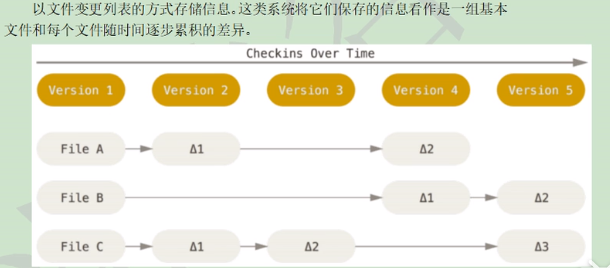 以文件变更列表的方式存储信息。这类系统将它们保存的信息看作是一组基本
文件和每个文件随时间逐步累积的差异。
Checkins Over Time
Version 1 Version 2 Version 3 Version 4 Version 5
File A Δ1 Δ2
File B Δ1 Δ2
File C Δ1 Δ2 Δ3